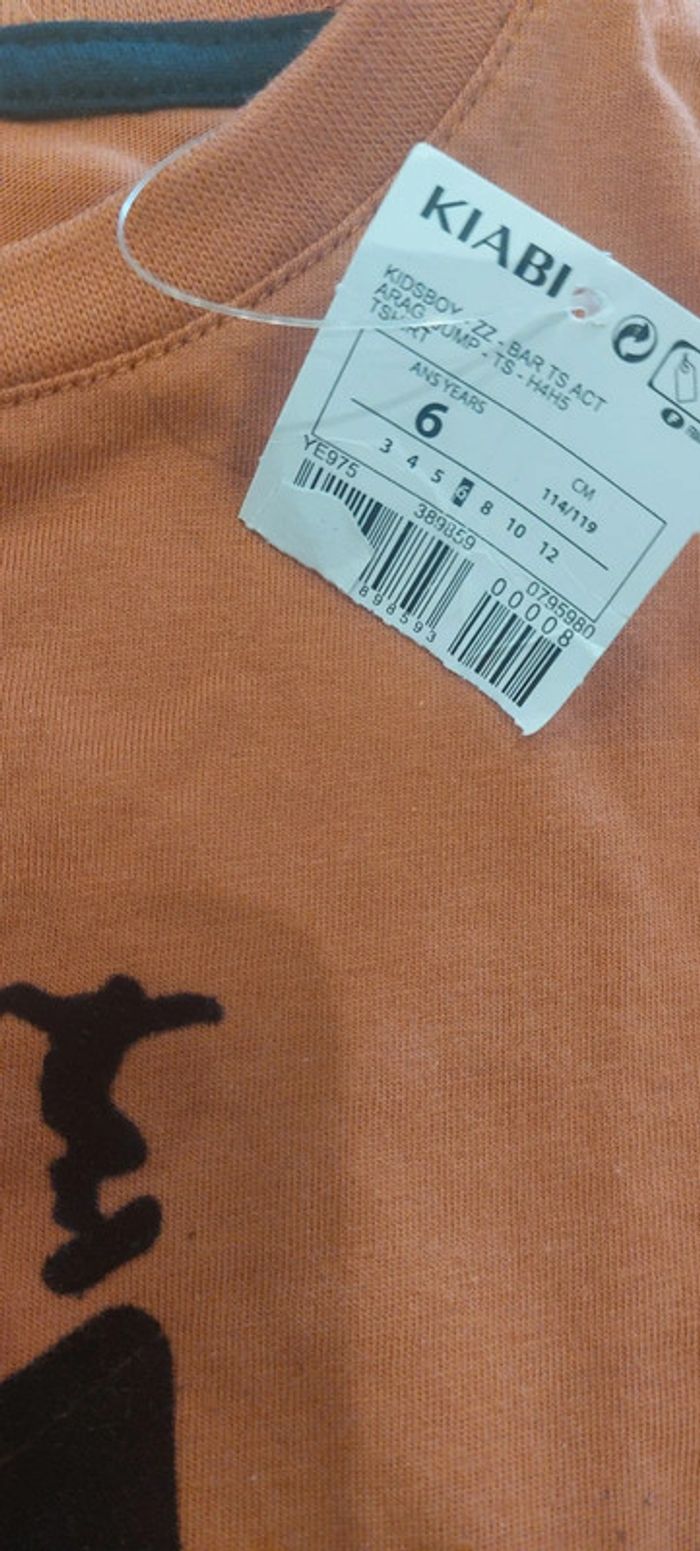 KIABI
KIDSBOY - ZZ - BAR TS ACT
ARAG JUMP - TS - H4H5
ANS YEARS
6
CM
114/119
3 4 5 6 8 10 12
YE975
389859
0795980
00008
898593